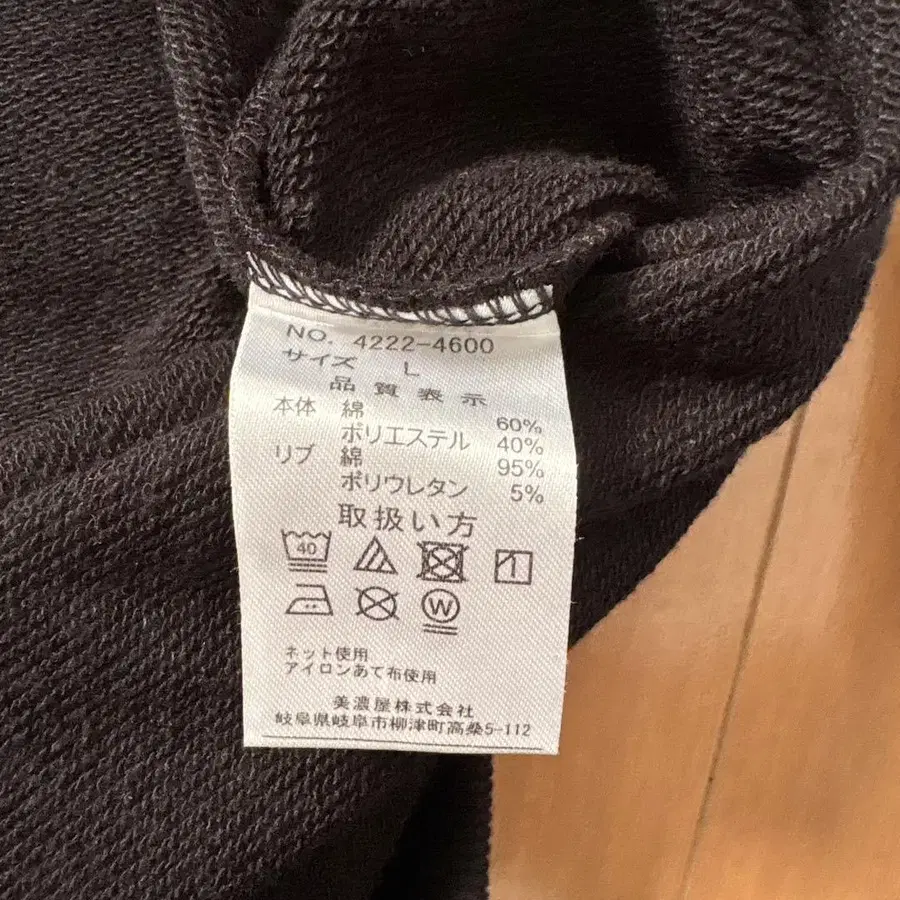 NO. 4222-4600
サイズ L
品質表示
本体 綿 60%
ポリエステル 40%
リブ 綿 95%
ポリウレタン 5%
取扱い方
40
W
ネット使用
アイロンあて布使用
美濃屋株式会社
岐阜県岐阜市柳津町高桑5-112